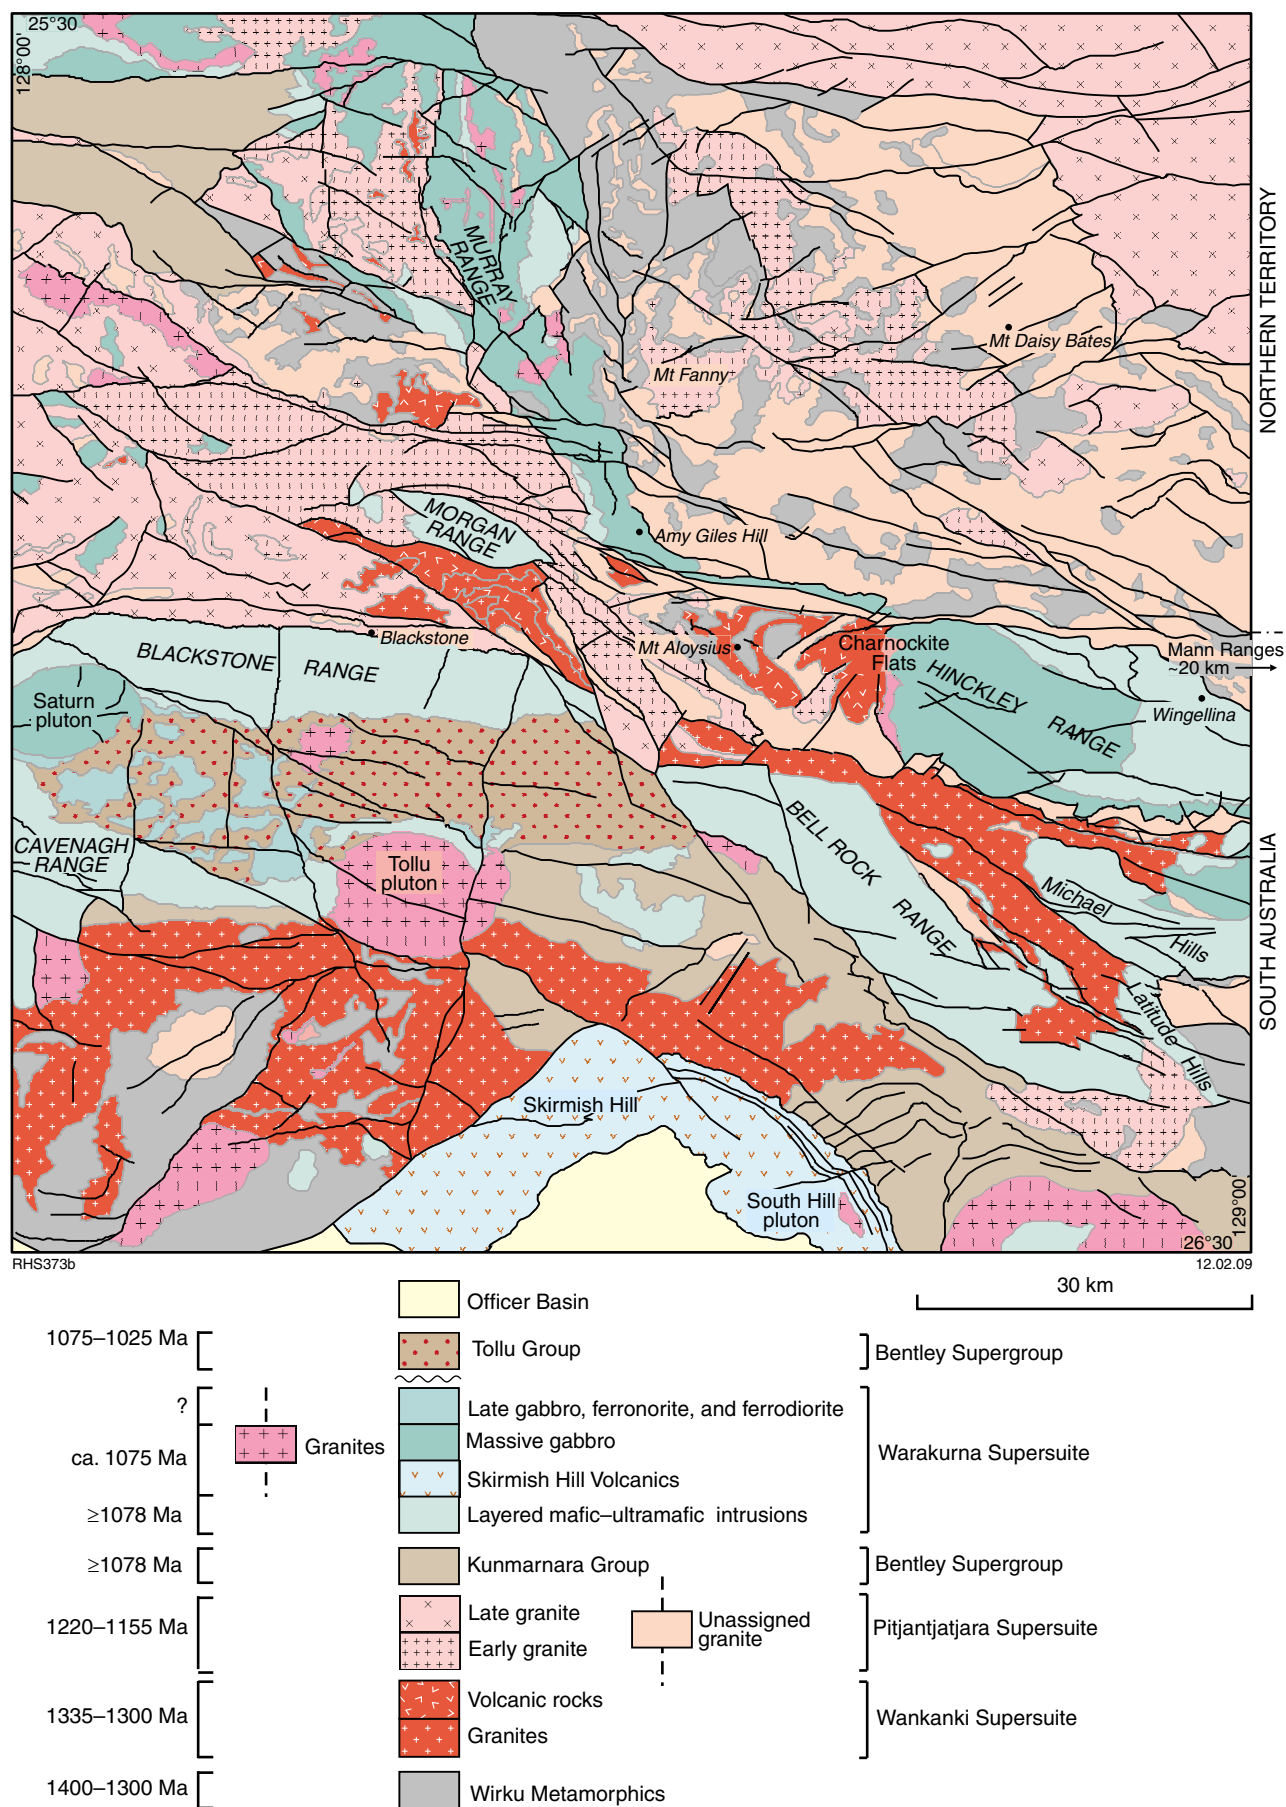 25°30
128°00'
NORTHERN TERRITORY
MURRAY
RANGE
Mt Daisy Bates
Mt Fanny
MORGAN
RANGE
Amy Giles Hill
Blackstone
Mt Aloysius
Charnockite
Flats
Mann Ranges
~20 km
BLACKSTONE RANGE
HINCKLEY RANGE
Saturn
pluton
Wingellina
CAVENAGH
RANGE
Tollu
pluton
BELL ROCK
RANGE
Michael
Hills
SOUTH AUSTRALIA
Latitude Hills
Skirmish Hill
South Hill
pluton
129°00'
26°30
RHS373b
12.02.09
30 km
Officer Basin
1075–1025 Ma
Tollu Group
Bentley Supergroup
?
Late gabbro, ferronorite, and ferrodiorite
Granites
Massive gabbro
Warakurna Supersuite
ca. 1075 Ma
Skirmish Hill Volcanics
≥1078 Ma
Layered mafic–ultramafic intrusions
≥1078 Ma
Kunmarnara Group
Bentley Supergroup
1220–1155 Ma
Late granite
Early granite
Unassigned
granite
Pitjantjatjara Supersuite
Volcanic rocks
1335–1300 Ma
Granites
Wankanki Supersuite
1400–1300 Ma
Wirku Metamorphics